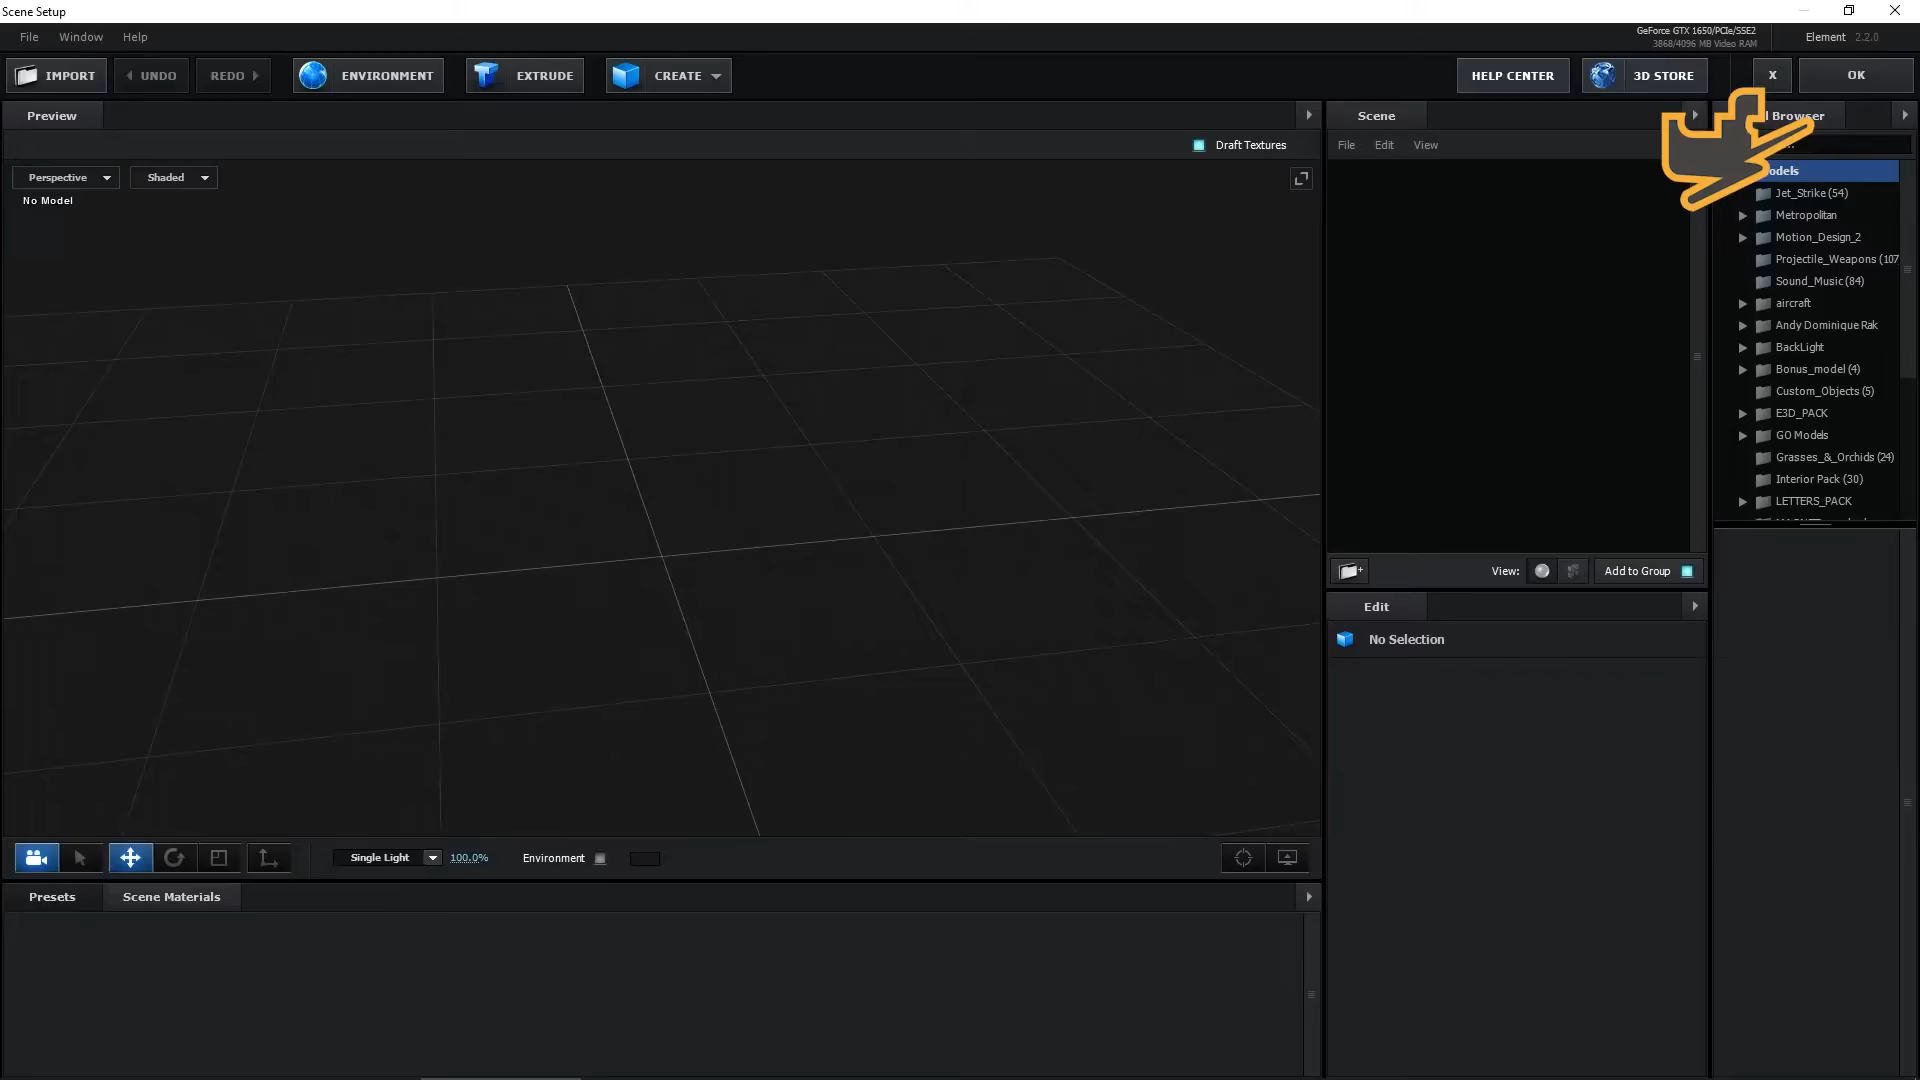 Scene Setup
File Window Help
GeForce GTX 1650/PCIe/SSE2
3868/4096 MB Video RAM
Element 2.2.0
IMPORT UNDO REDO ENVIRONMENT EXTRUDE CREATE HELP CENTER 3D STORE X OK
Preview
Draft Textures
Perspective Shaded
No Model
Single Light 100.0% Environment
Presets Scene Materials
Scene
File Edit View
View: Add to Group
Edit
No Selection
Browser
Jet_Strike (54)
Metropolitan
Motion_Design_2
Projectile_Weapons (107
Sound_Music (84)
aircraft
Andy Dominique Rak
BackLight
Bonus_model (4)
Custom_Objects (5)
E3D_PACK
GO Models
Grasses_&_Orchids (24)
Interior Pack (30)
LETTERS_PACK